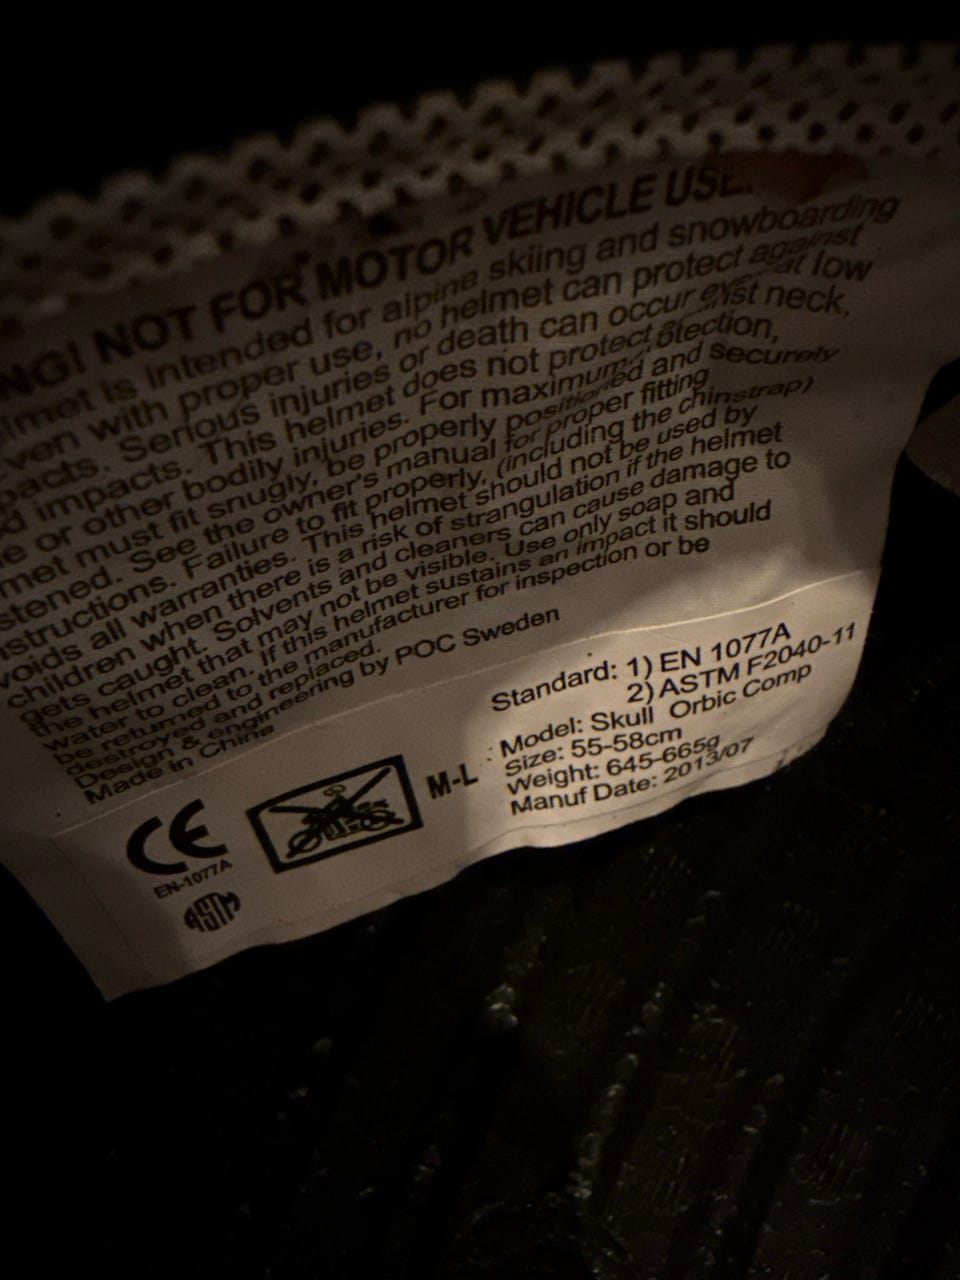 NG! NOT FOR MOTOR VEHICLE USE.
lmet is intended for alpine skiing and snowboarding
ven with proper use, no helmet can protect against
pacts. Serious injuries or death can occur even at low
d impacts. This helmet does not protect against neck,
e or other bodily injuries. For maximum protection,
met must fit snugly, be properly positioned and securely
stened. See the owner's manual for proper fitting
structions. Failure to fit properly, (including the chinstrap)
voids all warranties. This helmet should not be used by
children when there is a risk of strangulation if the helmet
gets caught. Solvents and cleaners can cause damage to
the helmet that may not be visible. Use only soap and
water to clean. If this helmet sustains an impact it should
be returned to the manufacturer for inspection or be
destroyed and replaced.
Design & engineering by POC Sweden
Made in China
CE
EN-1077A
ASTM
M-L
Standard: 1) EN 1077A
2) ASTM F2040-11
Model: Skull Orbic Comp
Size: 55-58cm
Weight: 645-665g
Manuf Date: 2013/07